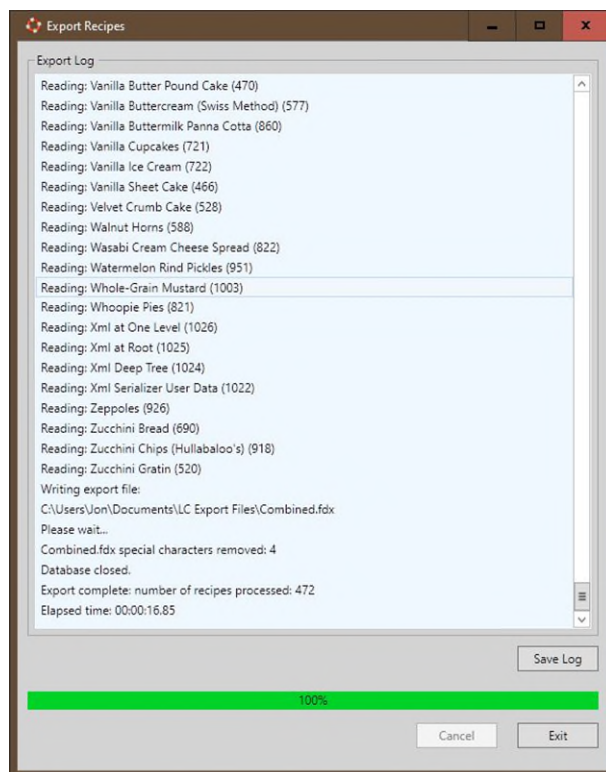 Export Recipes
Export Log
Reading: Vanilla Butter Pound Cake (470)
Reading: Vanilla Buttercream (Swiss Method) (577)
Reading: Vanilla Buttermilk Panna Cotta (860)
Reading: Vanilla Cupcakes (721)
Reading: Vanilla Ice Cream (722)
Reading: Vanilla Sheet Cake (466)
Reading: Velvet Crumb Cake (528)
Reading: Walnut Horns (588)
Reading: Wasabi Cream Cheese Spread (822)
Reading: Watermelon Rind Pickles (951)
Reading: Whole-Grain Mustard (1003)
Reading: Whoopie Pies (821)
Reading: Xml at One Level (1026)
Reading: Xml at Root (1025)
Reading: Xml Deep Tree (1024)
Reading: Xml Serializer User Data (1022)
Reading: Zeppoles (926)
Reading: Zucchini Bread (690)
Reading: Zucchini Chips (Hullabaloo's) (918)
Reading: Zucchini Gratin (520)
Writing export file:
C:\Users\Jon\Documents\LC Export Files\Combined.fdx
Please wait...
Combined.fdx special characters removed: 4
Database closed.
Export complete: number of recipes processed: 472
Elapsed time: 00:00:16.85
Save Log
100%
Cancel
Exit